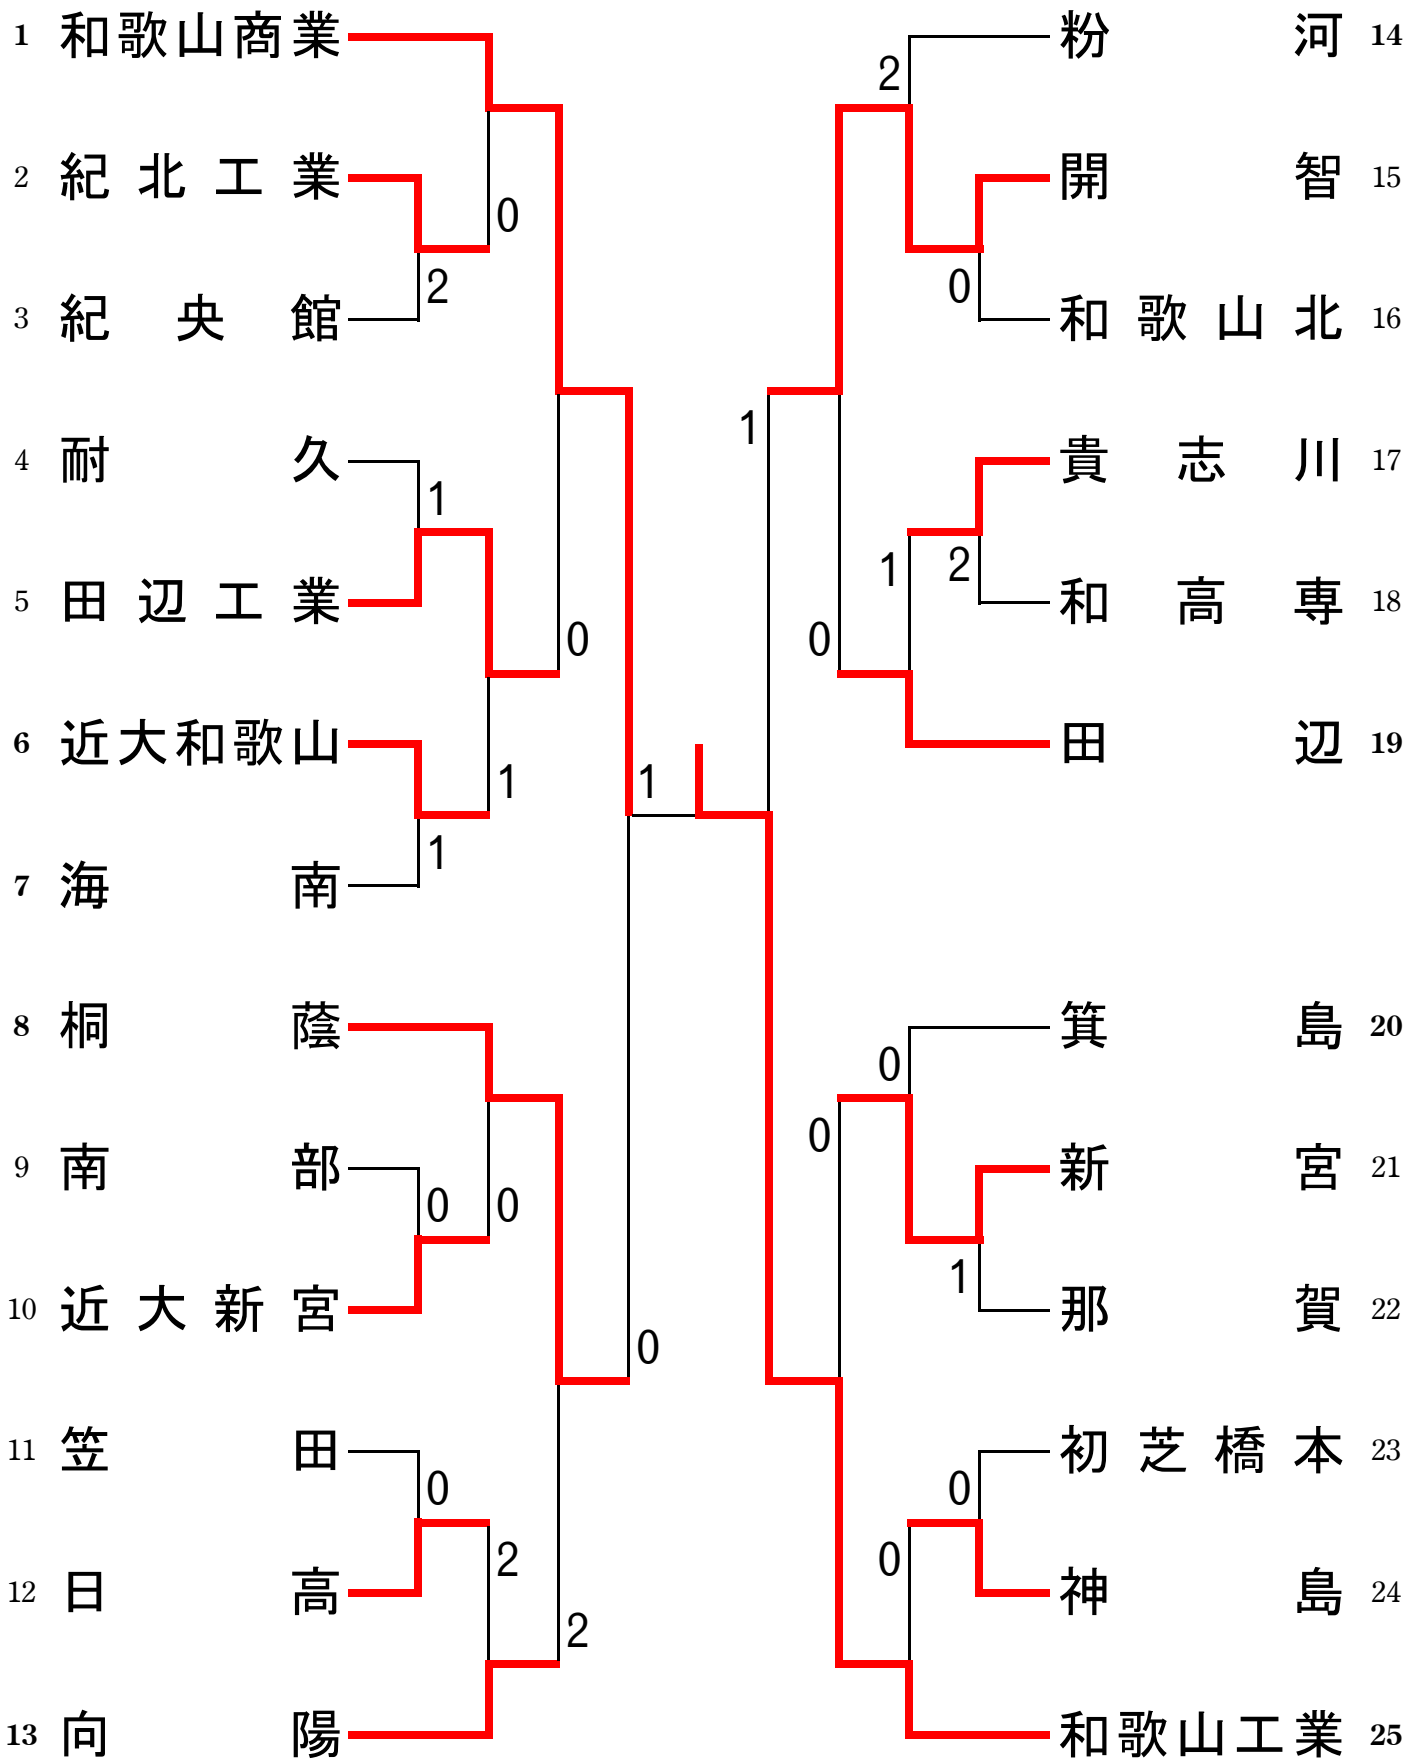 1 和歌山商業
2 紀北工業
0
3 紀央館
2
4 耐久
1
5 田辺工業
0
6 近大和歌山
1
7 海南
1
1
8 桐蔭
9 南部
0
0
10 近大新宮
0
11 笠田
0
12 日高
2
2
13 向陽
粉河 14
2
開智 15
0
和歌山北 16
1
貴志川 17
1
2
和高専 18
0
田辺 19
箕島 20
0
0
新宮 21
1
那賀 22
初芝橋本 23
0
0
神島 24
和歌山工業 25